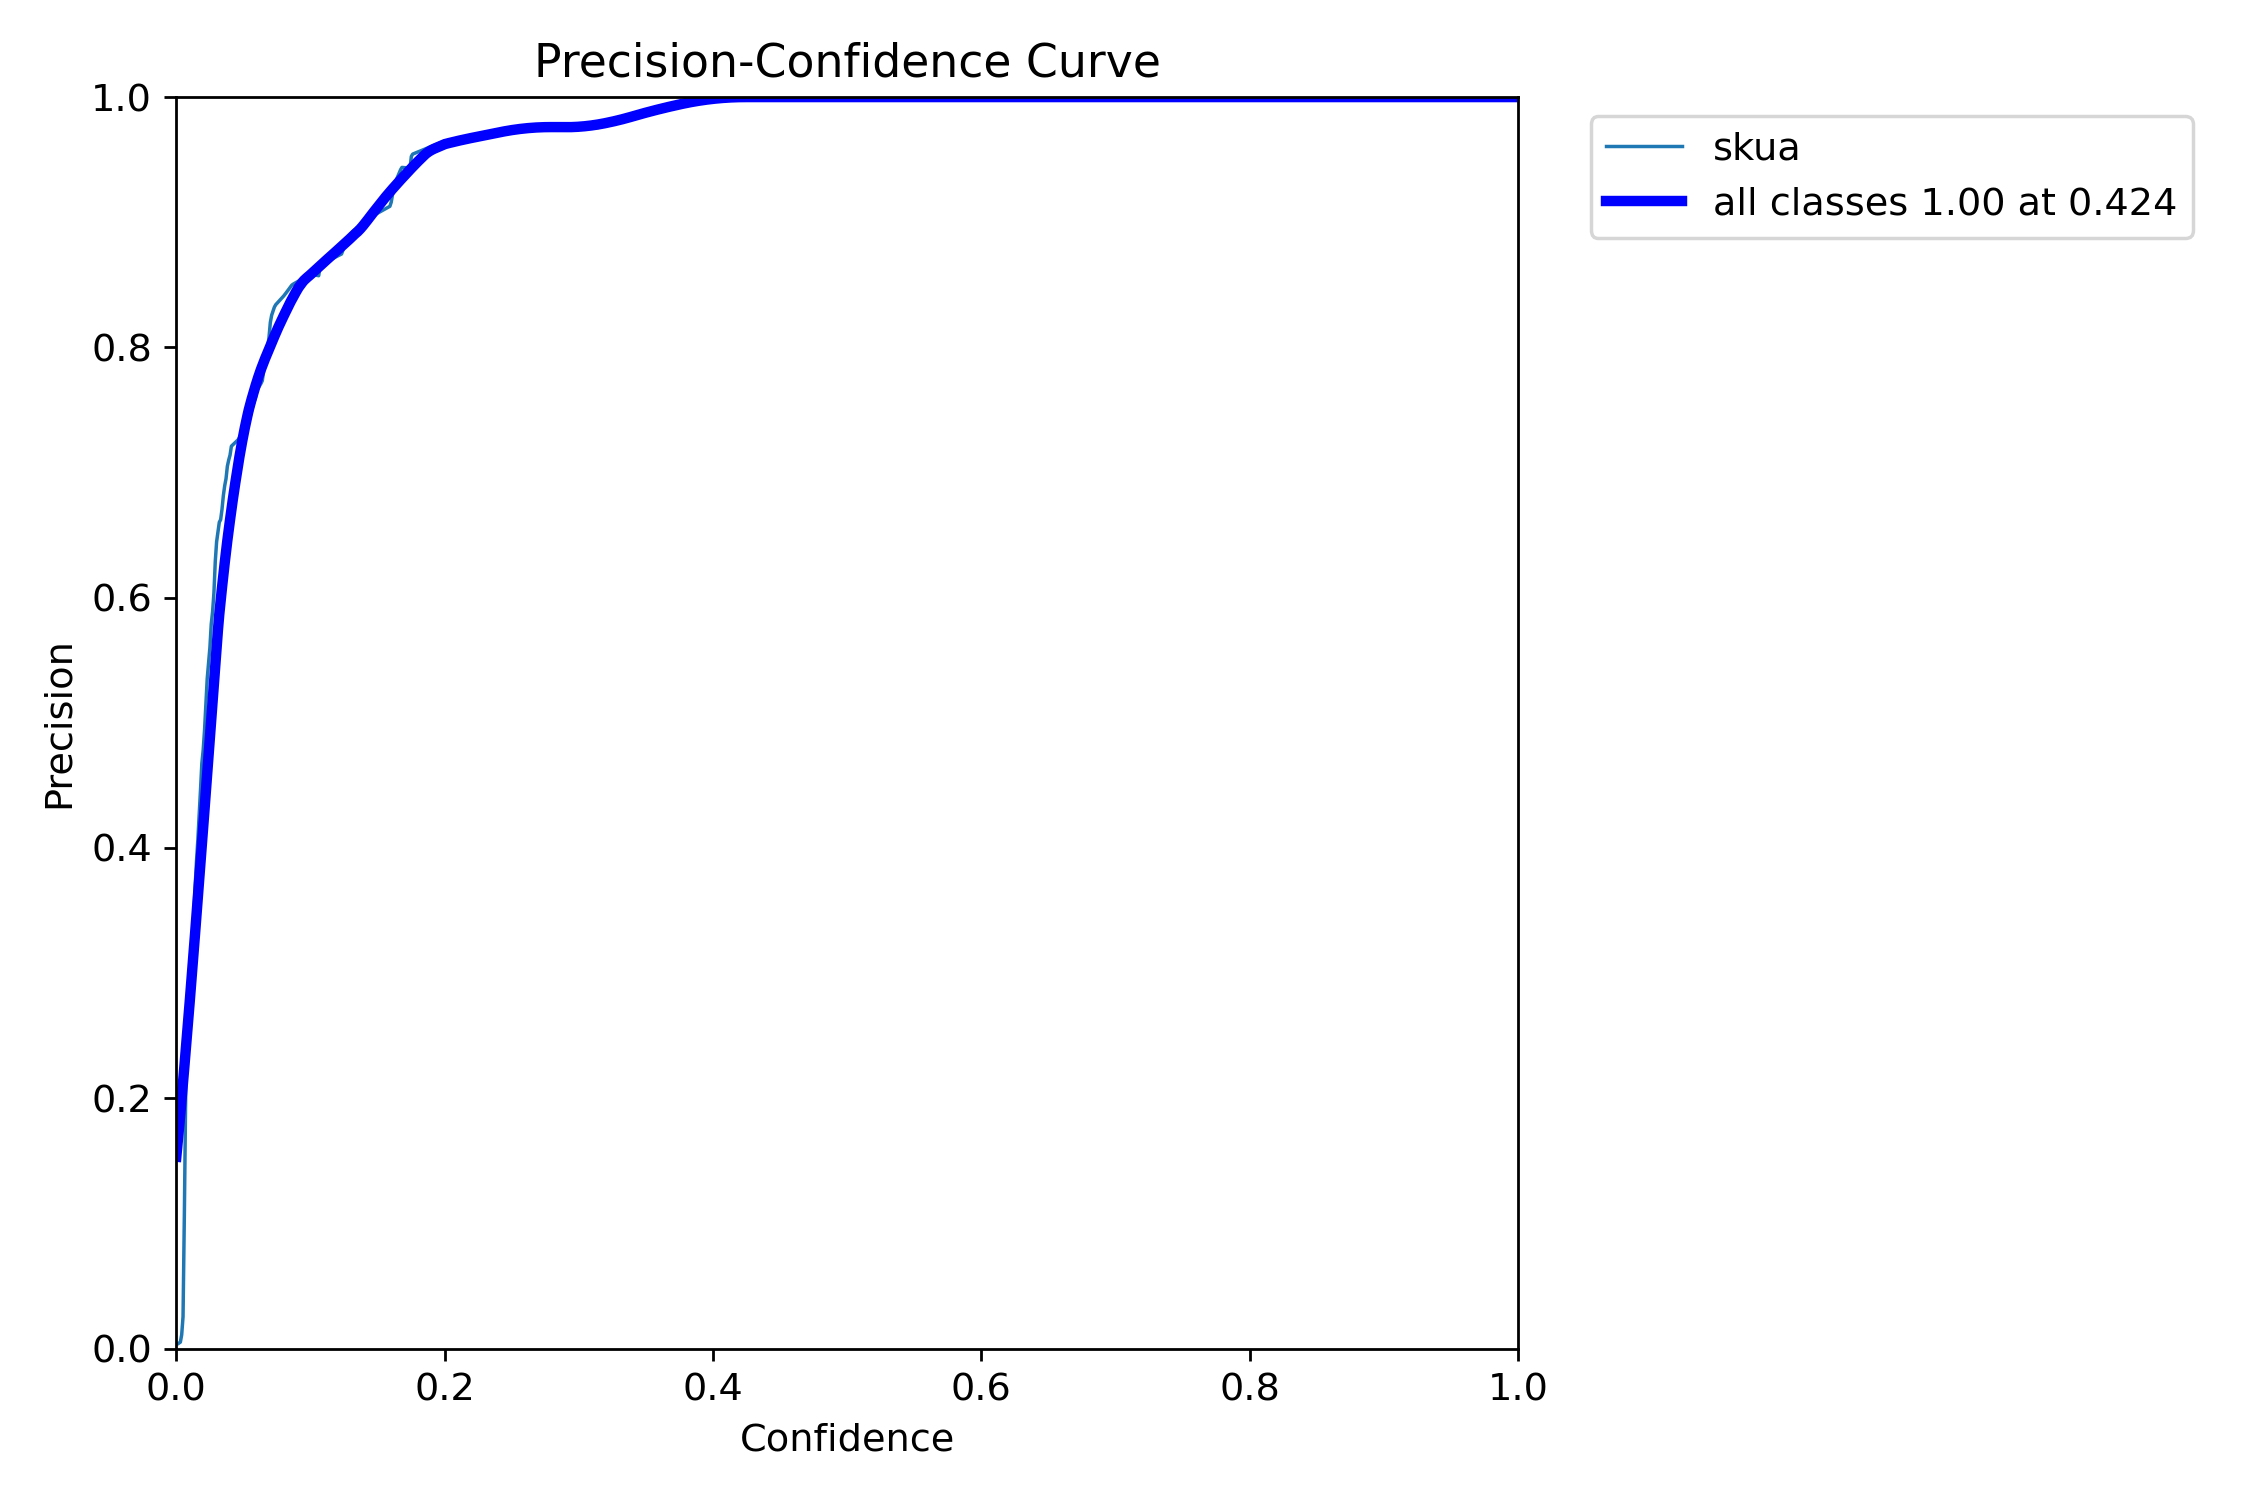 Precision-Confidence Curve
1.0
0.8
0.6
0.4
0.2
0.0
Precision
0.0 0.2 0.4 0.6 0.8 1.0
Confidence
skua
all classes 1.00 at 0.424